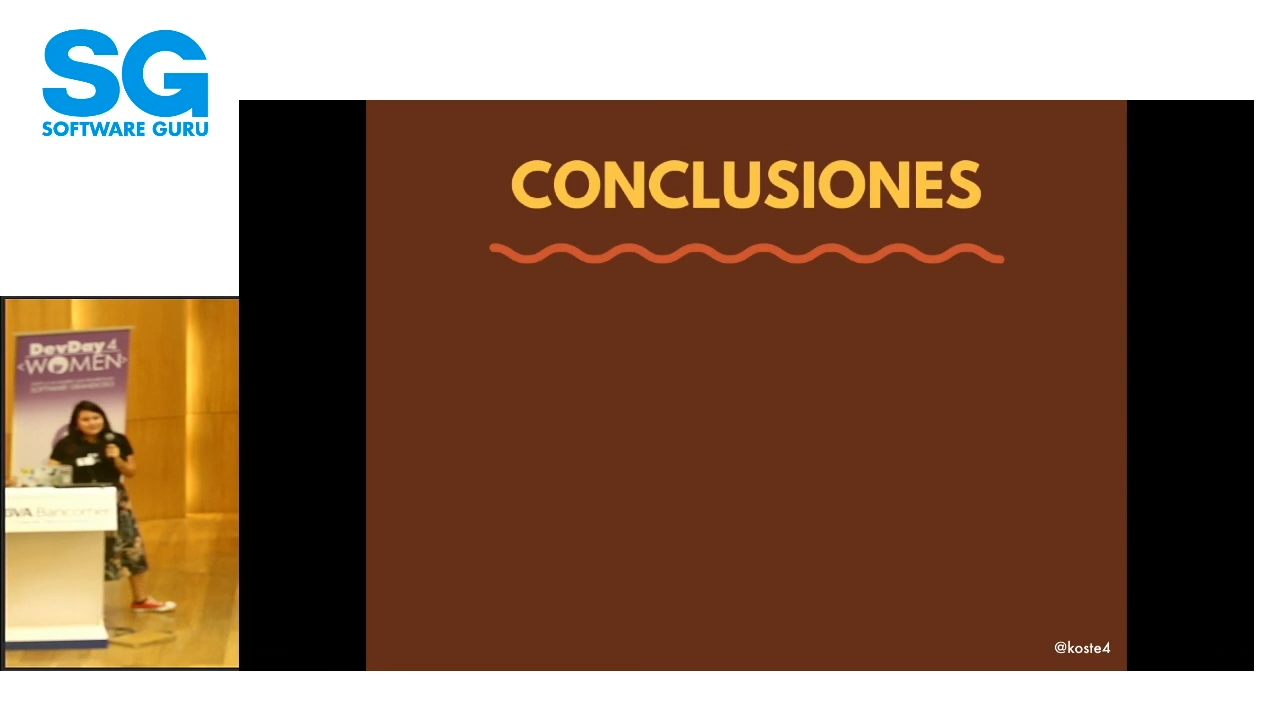 SG
SOFTWARE GURU
CONCLUSIONES
DevDay4
<WOMEN>
BBVA Bancomer
@koste4